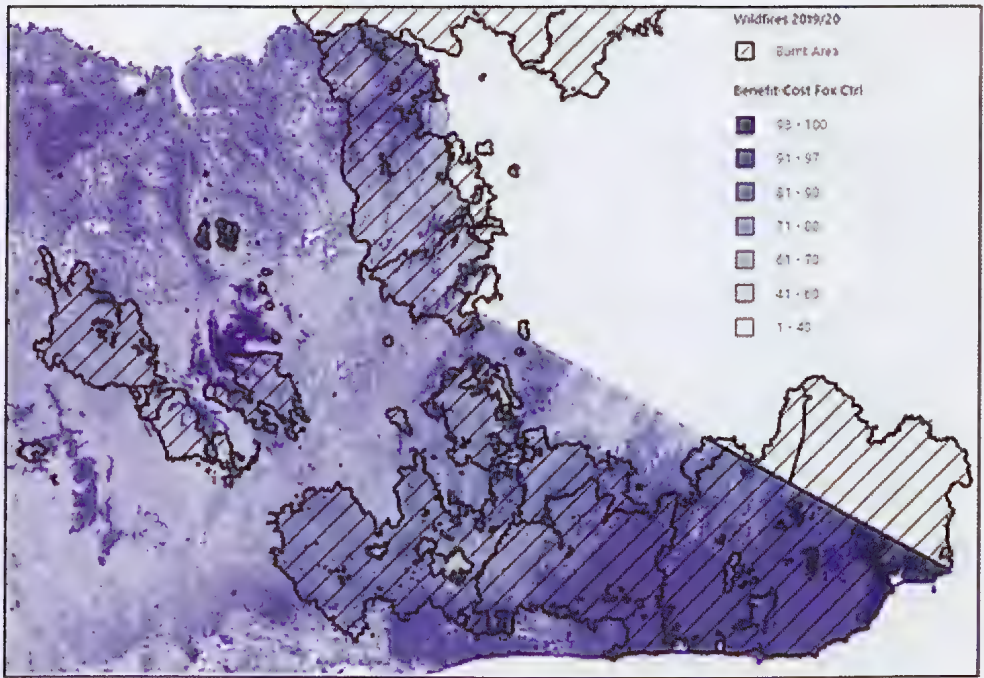 Wildfires 2019/20
Burnt Area
Benefit-Cost Fox Ctrl
98 - 100
91 - 97
81 - 90
71 - 80
61 - 70
41 - 60
1 - 40